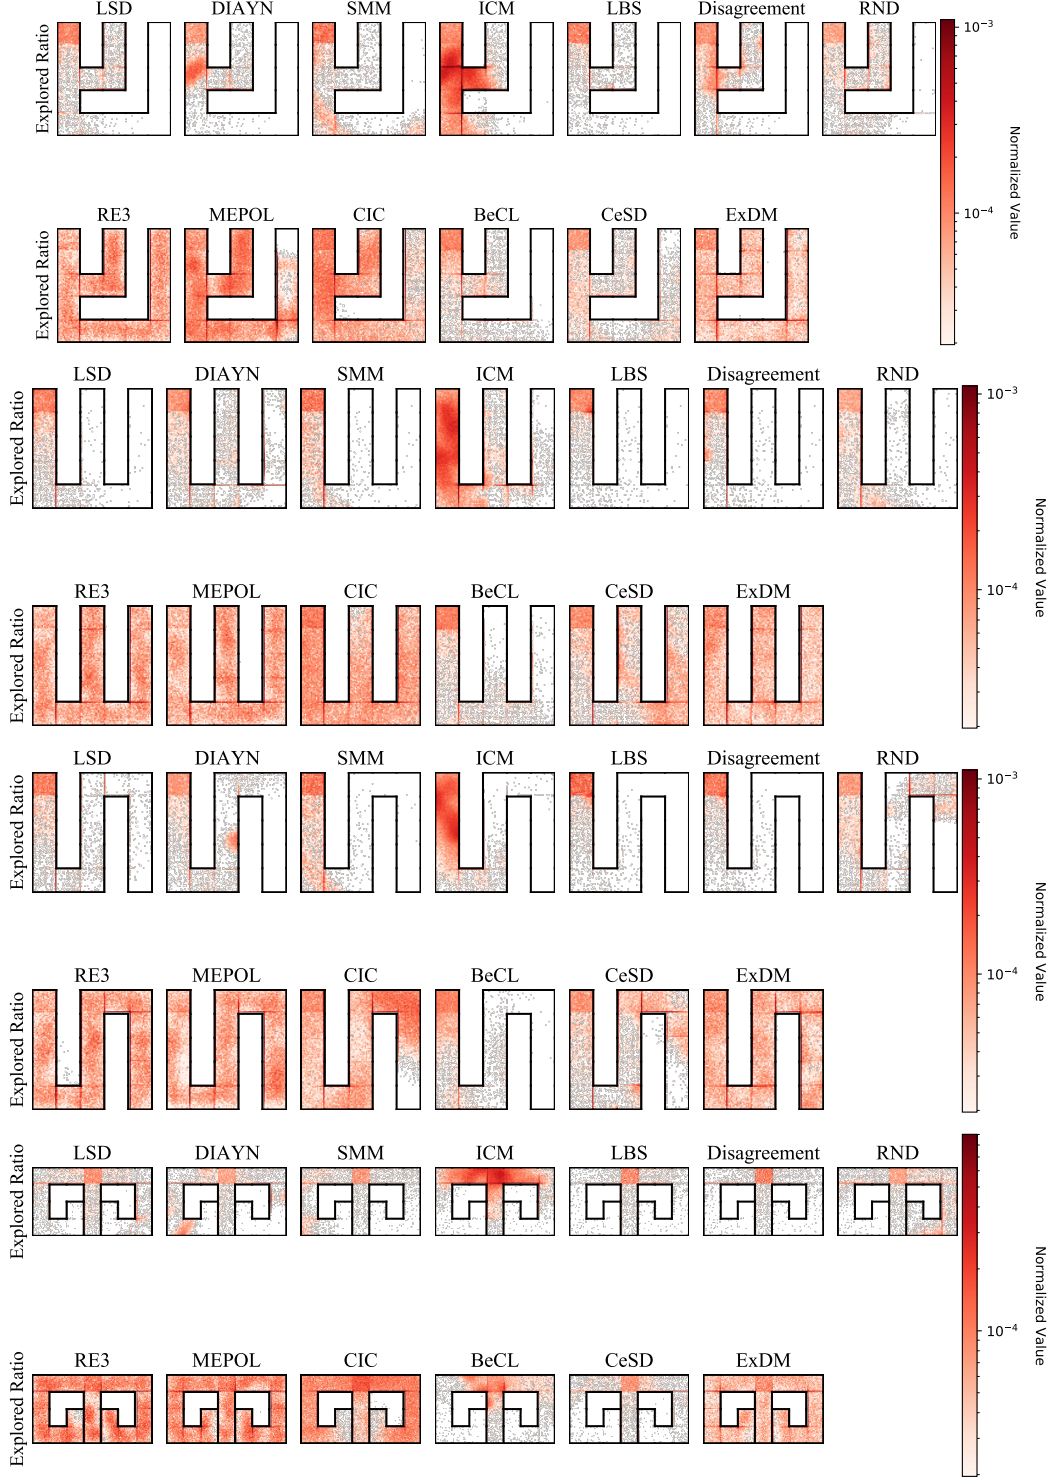 LSD DIAYN SMM ICM LBS Disagreement RND
Explored Ratio
10⁻³
10⁻⁴
Normalized Value
RE3 MEPOL CIC BeCL CeSD ExDM
Explored Ratio
LSD DIAYN SMM ICM LBS Disagreement RND
Explored Ratio
10⁻³
10⁻⁴
Normalized Value
RE3 MEPOL CIC BeCL CeSD ExDM
Explored Ratio
LSD DIAYN SMM ICM LBS Disagreement RND
Explored Ratio
10⁻³
10⁻⁴
Normalized Value
RE3 MEPOL CIC BeCL CeSD ExDM
Explored Ratio
LSD DIAYN SMM ICM LBS Disagreement RND
Explored Ratio
10⁻⁴
Normalized Value
RE3 MEPOL CIC BeCL CeSD ExDM
Explored Ratio